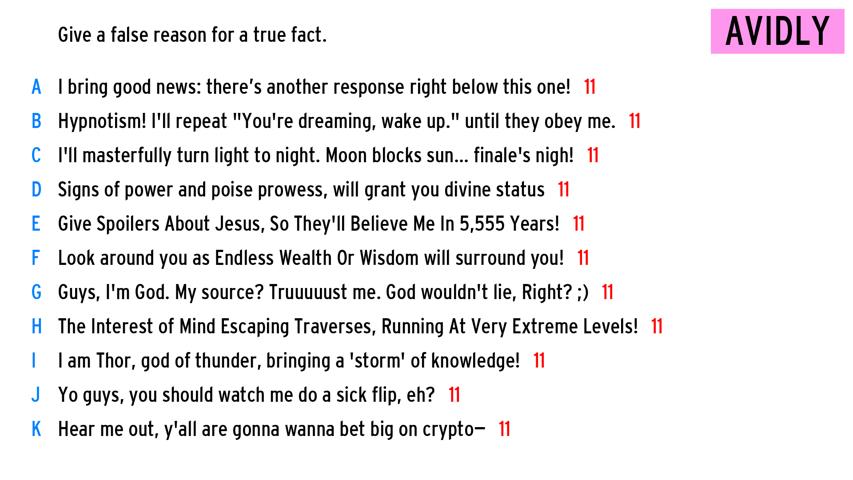 Give a false reason for a true fact.
AVIDLY
A I bring good news: there's another response right below this one! 11
B Hypnotism! I'll repeat "You're dreaming, wake up." until they obey me. 11
C I'll masterfully turn light to night. Moon blocks sun... finale's nigh! 11
D Signs of power and poise prowess, will grant you divine status 11
E Give Spoilers About Jesus, So They'll Believe Me In 5,555 Years! 11
F Look around you as Endless Wealth Or Wisdom will surround you! 11
G Guys, I'm God. My source? Truuuuust me. God wouldn't lie, Right? ;) 11
H The Interest of Mind Escaping Traverses, Running At Very Extreme Levels! 11
I I am Thor, god of thunder, bringing a 'storm' of knowledge! 11
J Yo guys, you should watch me do a sick flip, eh? 11
K Hear me out, y'all are gonna wanna bet big on crypto— 11